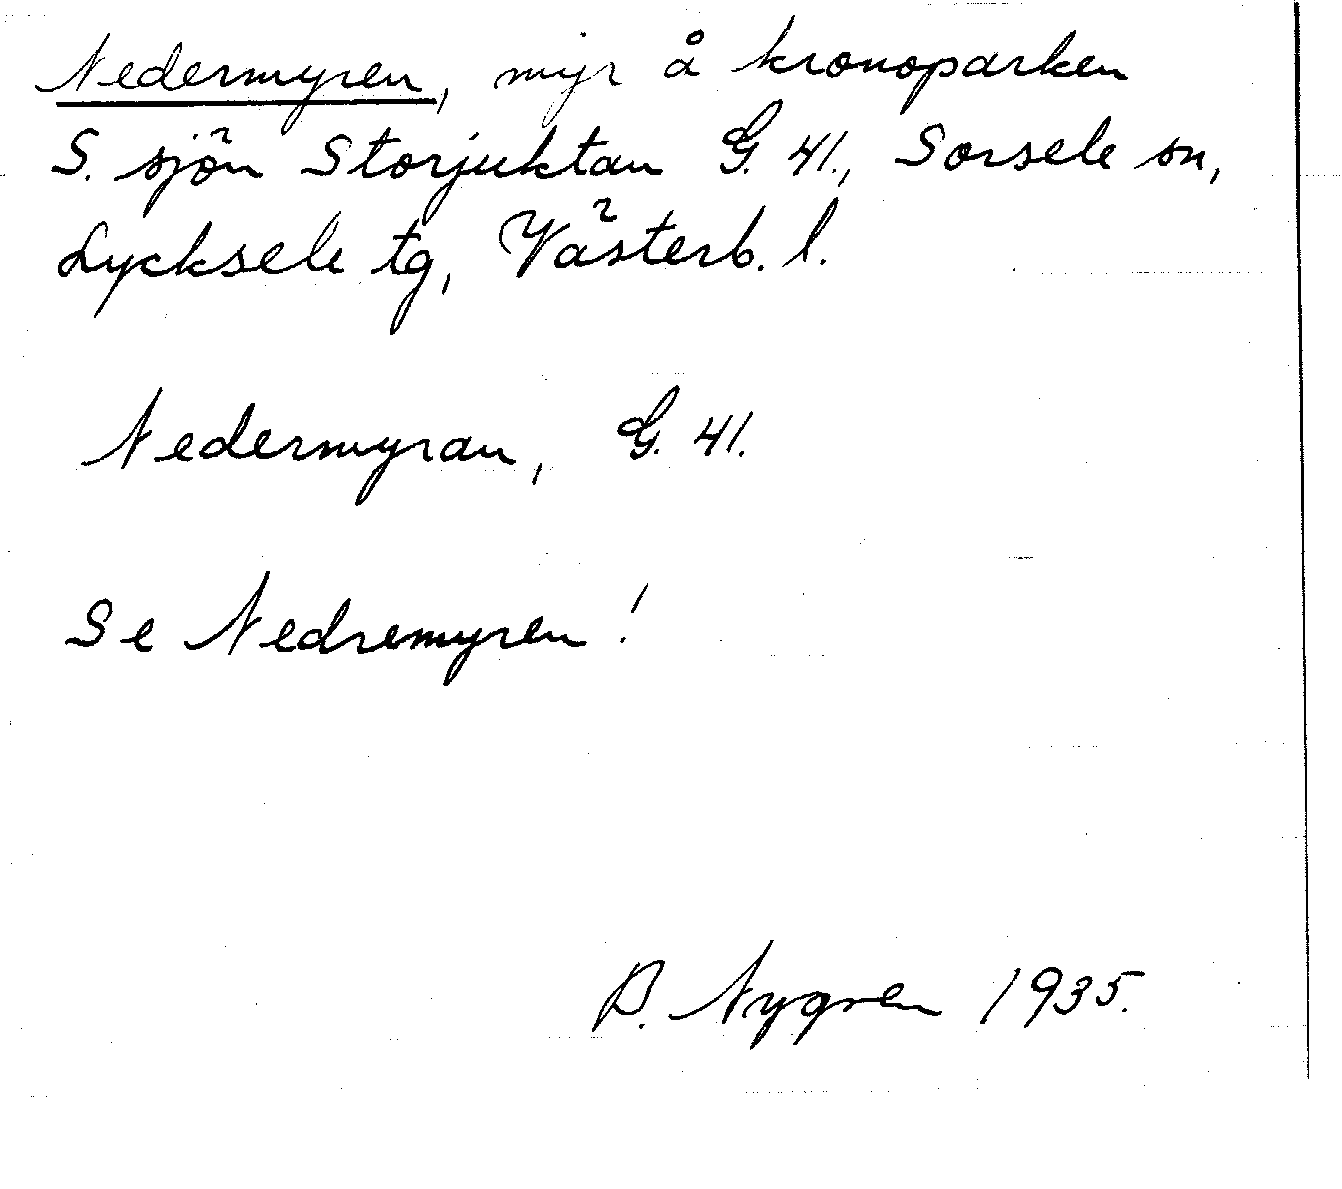 Nedermyren, myr å kronoparken
S. sjön Storjuktan G. 41., Sorsele sn,
Lycksele tg, Västerb. l.
Nedermyran, G. 41.
Se Nedremyren!
B. Nygren 1935.